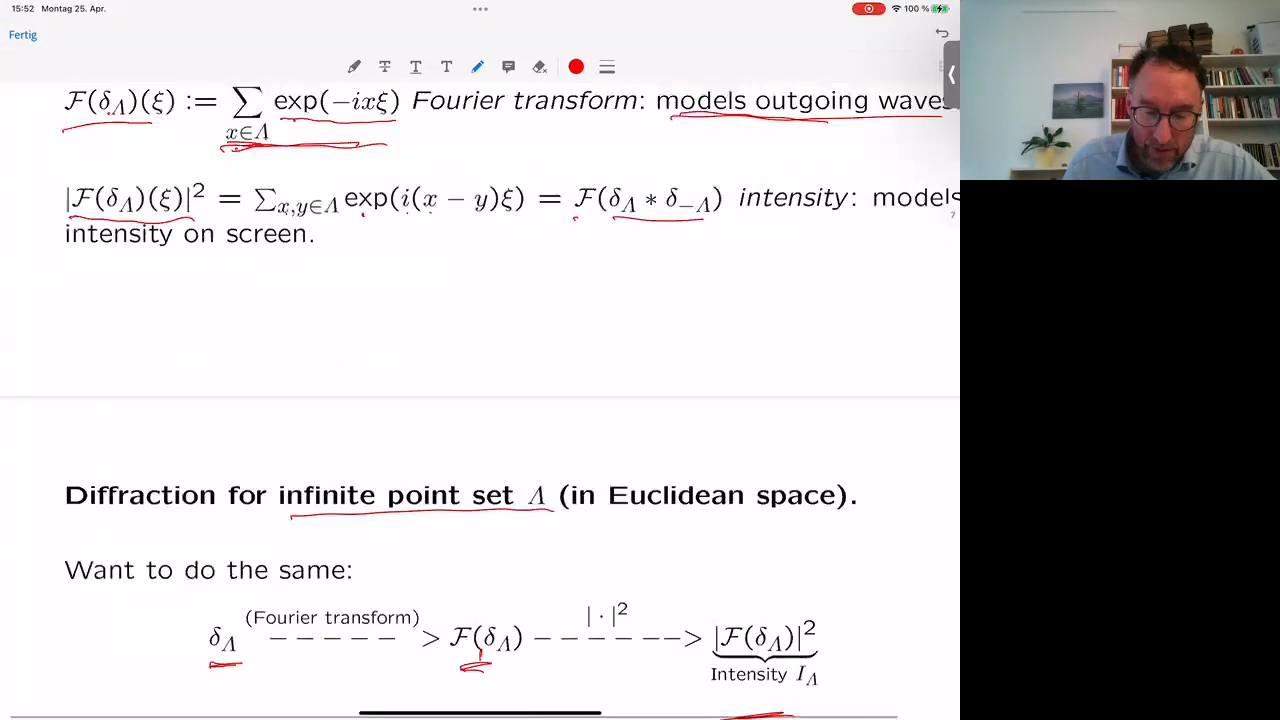 15:52 Montag 25. Apr.
100 %
Fertig
F(δ_Λ)(ξ) := ∑_{x∈Λ} exp(−ixξ) Fourier transform: models outgoing waves
|F(δ_Λ)(ξ)|² = ∑_{x,y∈Λ} exp(i(x − y)ξ) = F(δ_Λ ∗ δ_{−Λ}) intensity: models
7
intensity on screen.
Diffraction for infinite point set Λ (in Euclidean space).
Want to do the same:
δ_Λ − − − − − > F(δ_Λ) − − − − − −> |F(δ_Λ)|²
(Fourier transform) | · |²
Intensity I_Λ